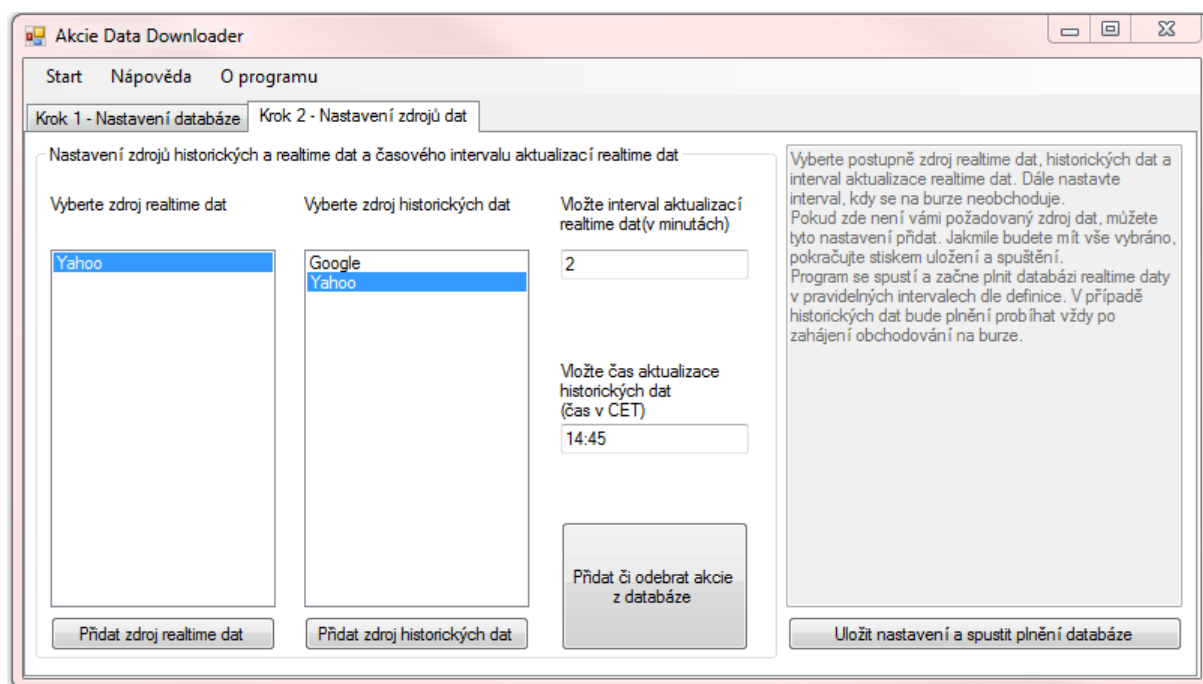 Akcie Data Downloader
Start Nápověda O programu
Krok 1 - Nastavení databáze Krok 2 - Nastavení zdrojů dat
Nastavení zdrojů historických a realtime dat a časového intervalu aktualizací realtime dat
Vyberte zdroj realtime dat
Yahoo
Přidat zdroj realtime dat
Vyberte zdroj historických dat
Google
Yahoo
Přidat zdroj historických dat
Vložte interval aktualizací
realtime dat(v minutách)
2
Vložte čas aktualizace
historických dat
(čas v CET)
14:45
Přidat či odebrat akcie
z databáze
Vyberte postupně zdroj realtime dat, historických dat a
interval aktualizace realtime dat. Dále nastavte
interval, kdy se na burze neobchoduje.
Pokud zde není vámi požadovaný zdroj dat, můžete
tyto nastavení přidat. Jakmile budete mít vše vybráno,
pokračujte stiskem uložení a spuštění.
Program se spustí a začne plnit databázi realtime daty
v pravidelných intervalech dle definice. V případě
historických dat bude plnění probíhat vždy po
zahájení obchodování na burze.
Uložit nastavení a spustit plnění databáze